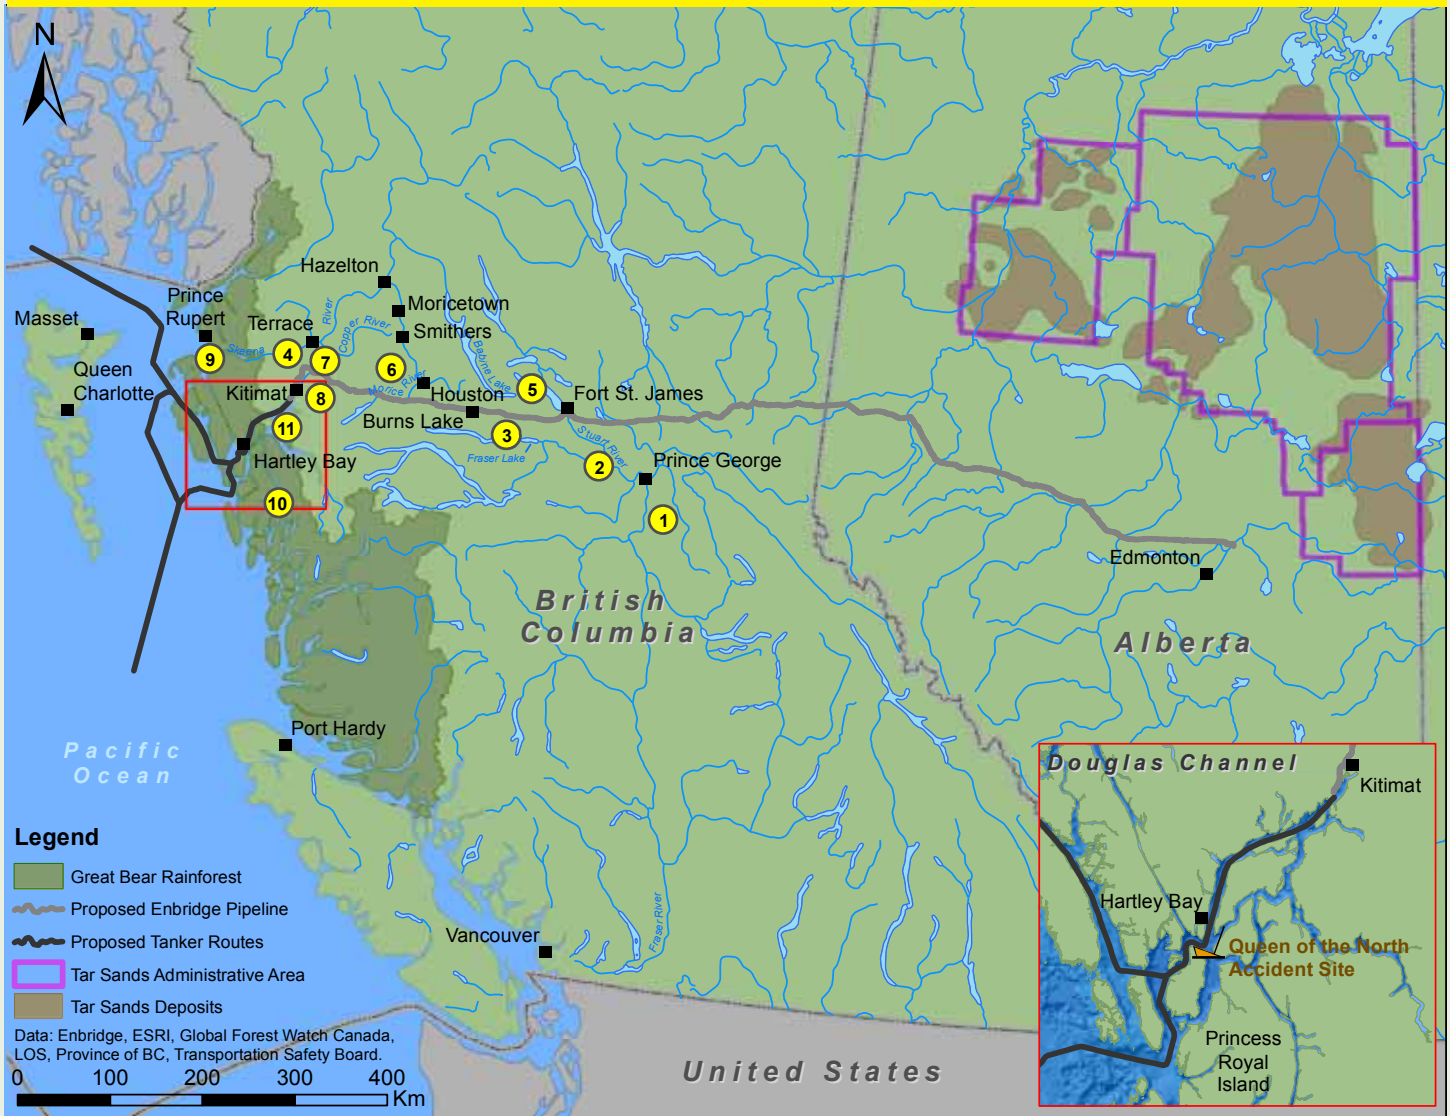 N
Hazelton
Prince
Rupert
Moricetown
Masset
Terrace
River
Copper River
Smithers
Skeena
9
4
7
6
Babine Lake
Queen
Charlotte
5
Kitimat
8
Morice River
Houston
Fort St. James
Burns Lake
11
3
Stuart River
Hartley Bay
Fraser Lake
2
Prince George
10
1
Edmonton
British
Columbia
Alberta
Port Hardy
Pacific
Ocean
Fraser River
Vancouver
United States
Douglas Channel
Kitimat
Hartley Bay
Queen of the North
Accident Site
Princess
Royal
Island
Legend
Great Bear Rainforest
Proposed Enbridge Pipeline
Proposed Tanker Routes
Tar Sands Administrative Area
Tar Sands Deposits
Data: Enbridge, ESRI, Global Forest Watch Canada,
LOS, Province of BC, Transportation Safety Board.
0 100 200 300 400
Km